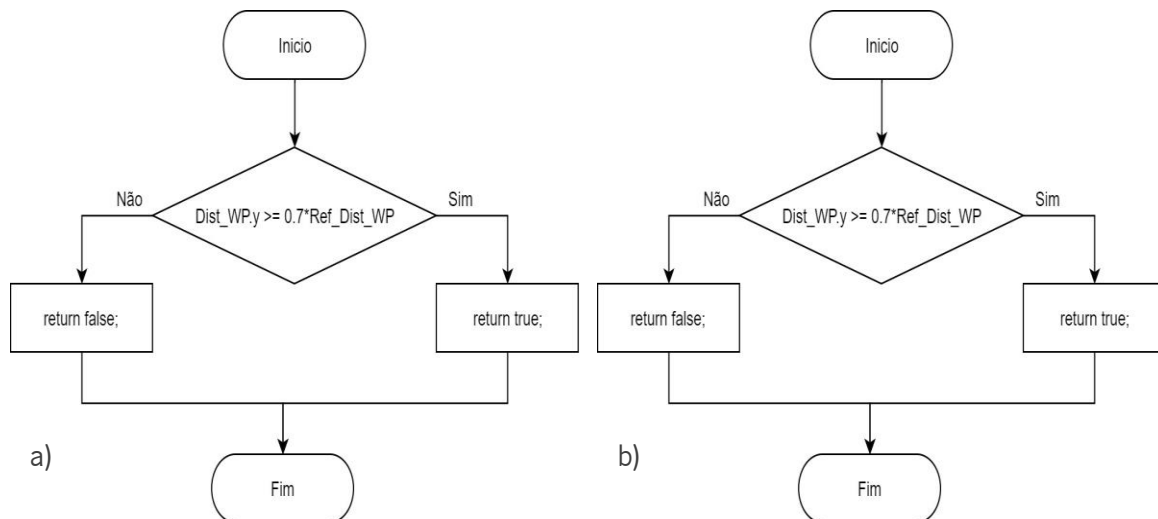 Inicio
Não
Sim
Dist_WP.y >= 0.7*Ref_Dist_WP
return false;
return true;
Fim
a)
Inicio
Não
Sim
Dist_WP.y >= 0.7*Ref_Dist_WP
return false;
return true;
Fim
b)